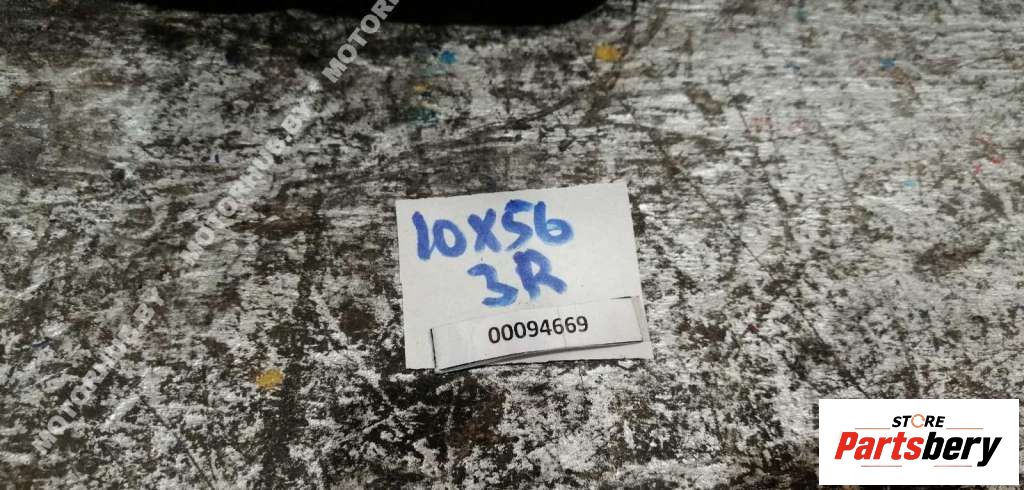 MOTORHUB.BY
MOTORHUB.BY
MOTORHUB.BY
10X56
3R
00094669
STORE
Partsbery